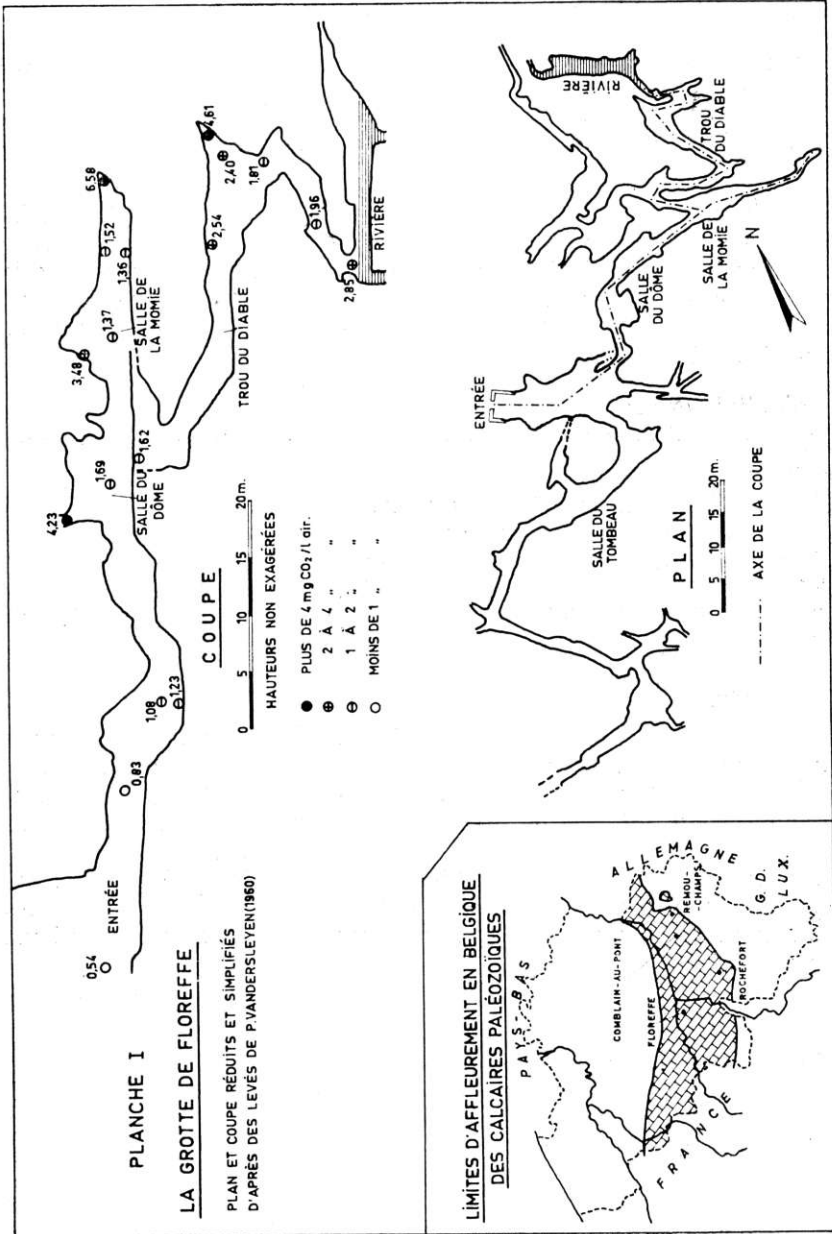 PLANCHE I
LA GROTTE DE FLOREFFE
PLAN ET COUPE RÉDUITS ET SIMPLIFIÉS
D'APRÈS DES LEVÉS DE P.VANDERSLEYEN(1960)
0,54
ENTRÉE
0,83
1,08
1,23
4,23
1,69
SALLE DU
DÔME
1,62
3,48
1,37
SALLE DE
LA MOMIE
1,36
1,52
6,58
TROU DU DIABLE
2,54
4,61
2,40
1,81
1,96
2,85
RIVIÈRE
COUPE
0 5 10 15 20 m.
HAUTEURS NON EXAGÉRÉES
PLUS DE 4 mg CO₂/l air.
2 À 4 " "
1 À 2 " "
MOINS DE 1 " "
LIMITES D'AFFLEUREMENT EN BELGIQUE
DES CALCAIRES PALÉOZOÏQUES
PAYS-BAS
ALLEMAGNE
G.D.
LUX.
FRANCE
COMBLAIN-AU-PONT
FLOREFFE
REMOU-
CHAMPS
ROCHEFORT
ENTRÉE
SALLE DU
TOMBEAU
SALLE
DU DÔME
SALLE DE
LA MOMIE
TROU
DU DIABLE
RIVIÈRE
N
PLAN
0 5 10 15 20 m.
AXE DE LA COUPE